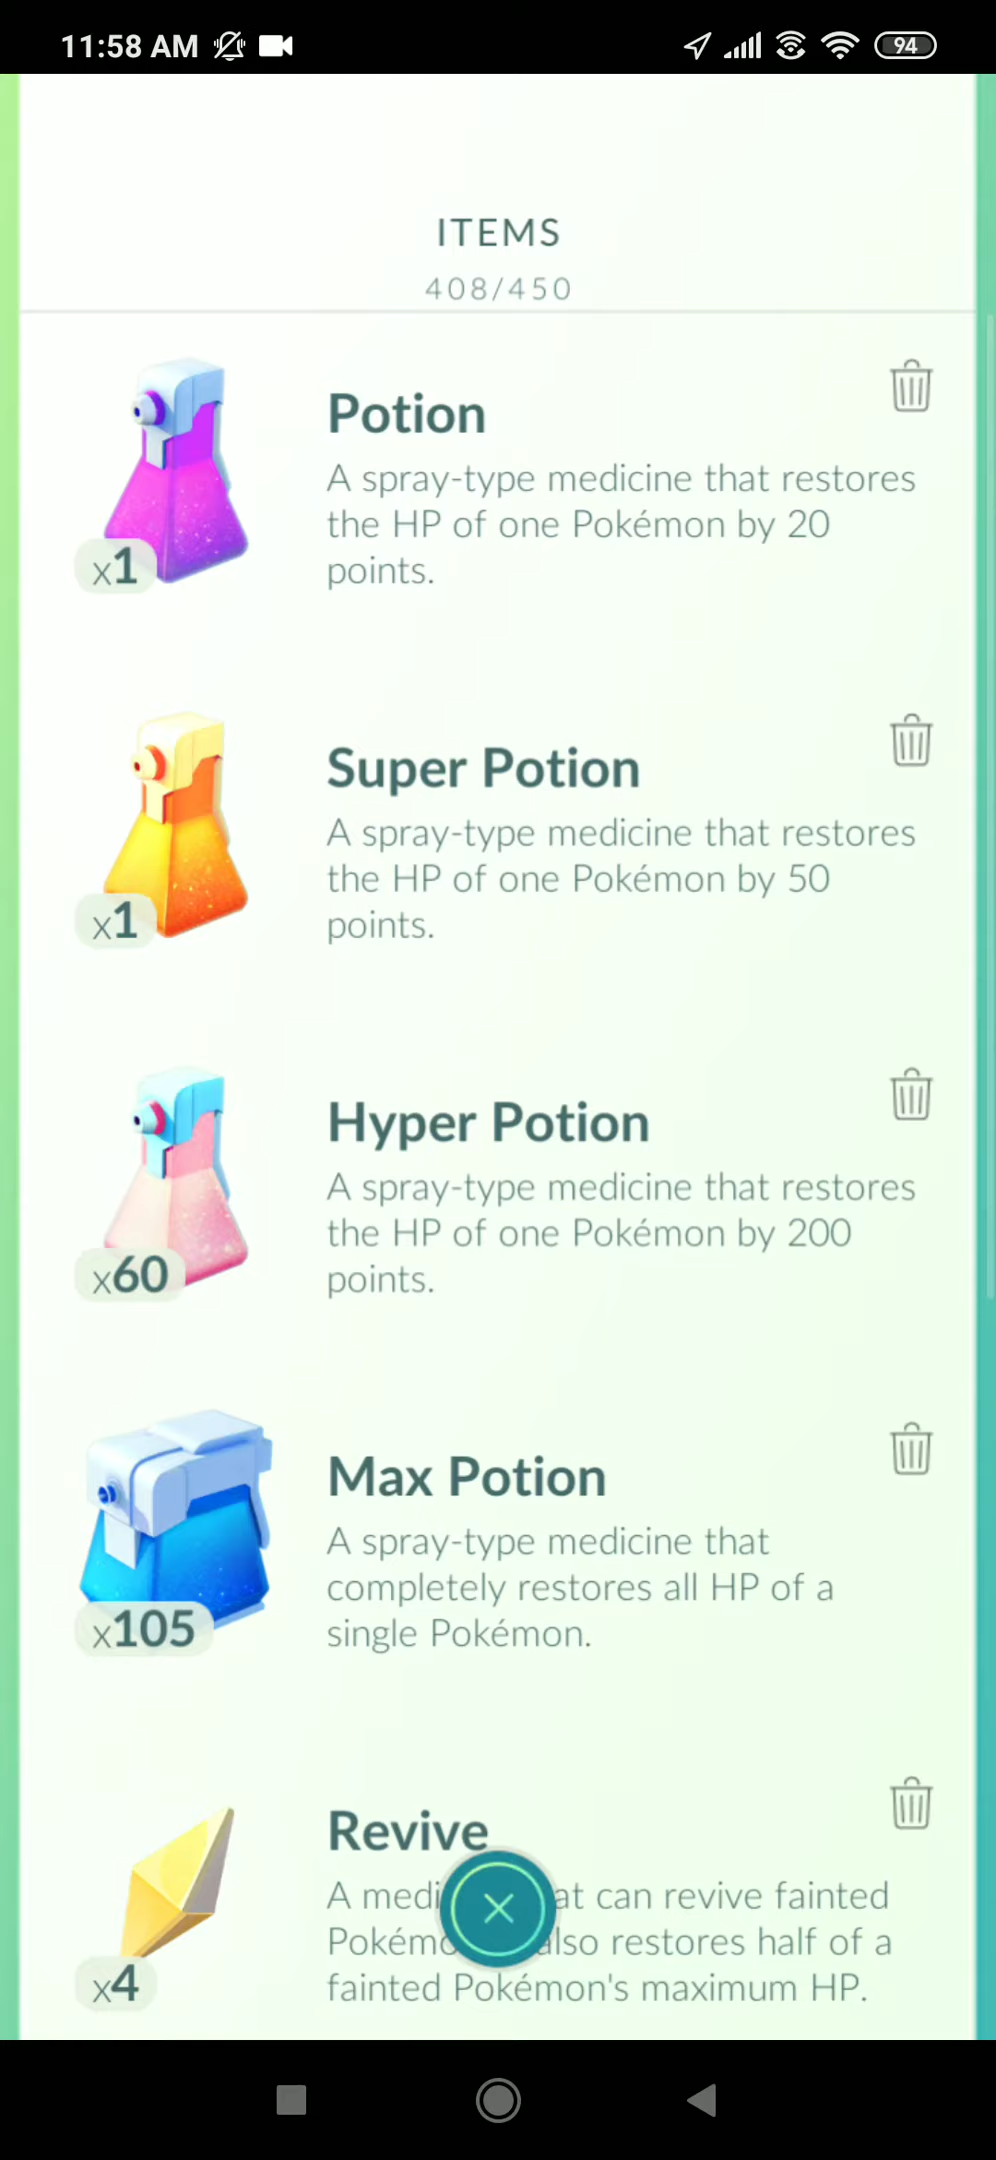 11:58 AM
94
ITEMS
408/450
Potion
A spray-type medicine that restores
the HP of one Pokémon by 20
points.
x1
Super Potion
A spray-type medicine that restores
the HP of one Pokémon by 50
points.
x1
Hyper Potion
A spray-type medicine that restores
the HP of one Pokémon by 200
points.
x60
Max Potion
A spray-type medicine that
completely restores all HP of a
single Pokémon.
x105
Revive
A medi at can revive fainted
Pokémo lso restores half of a
fainted Pokémon's maximum HP.
x4